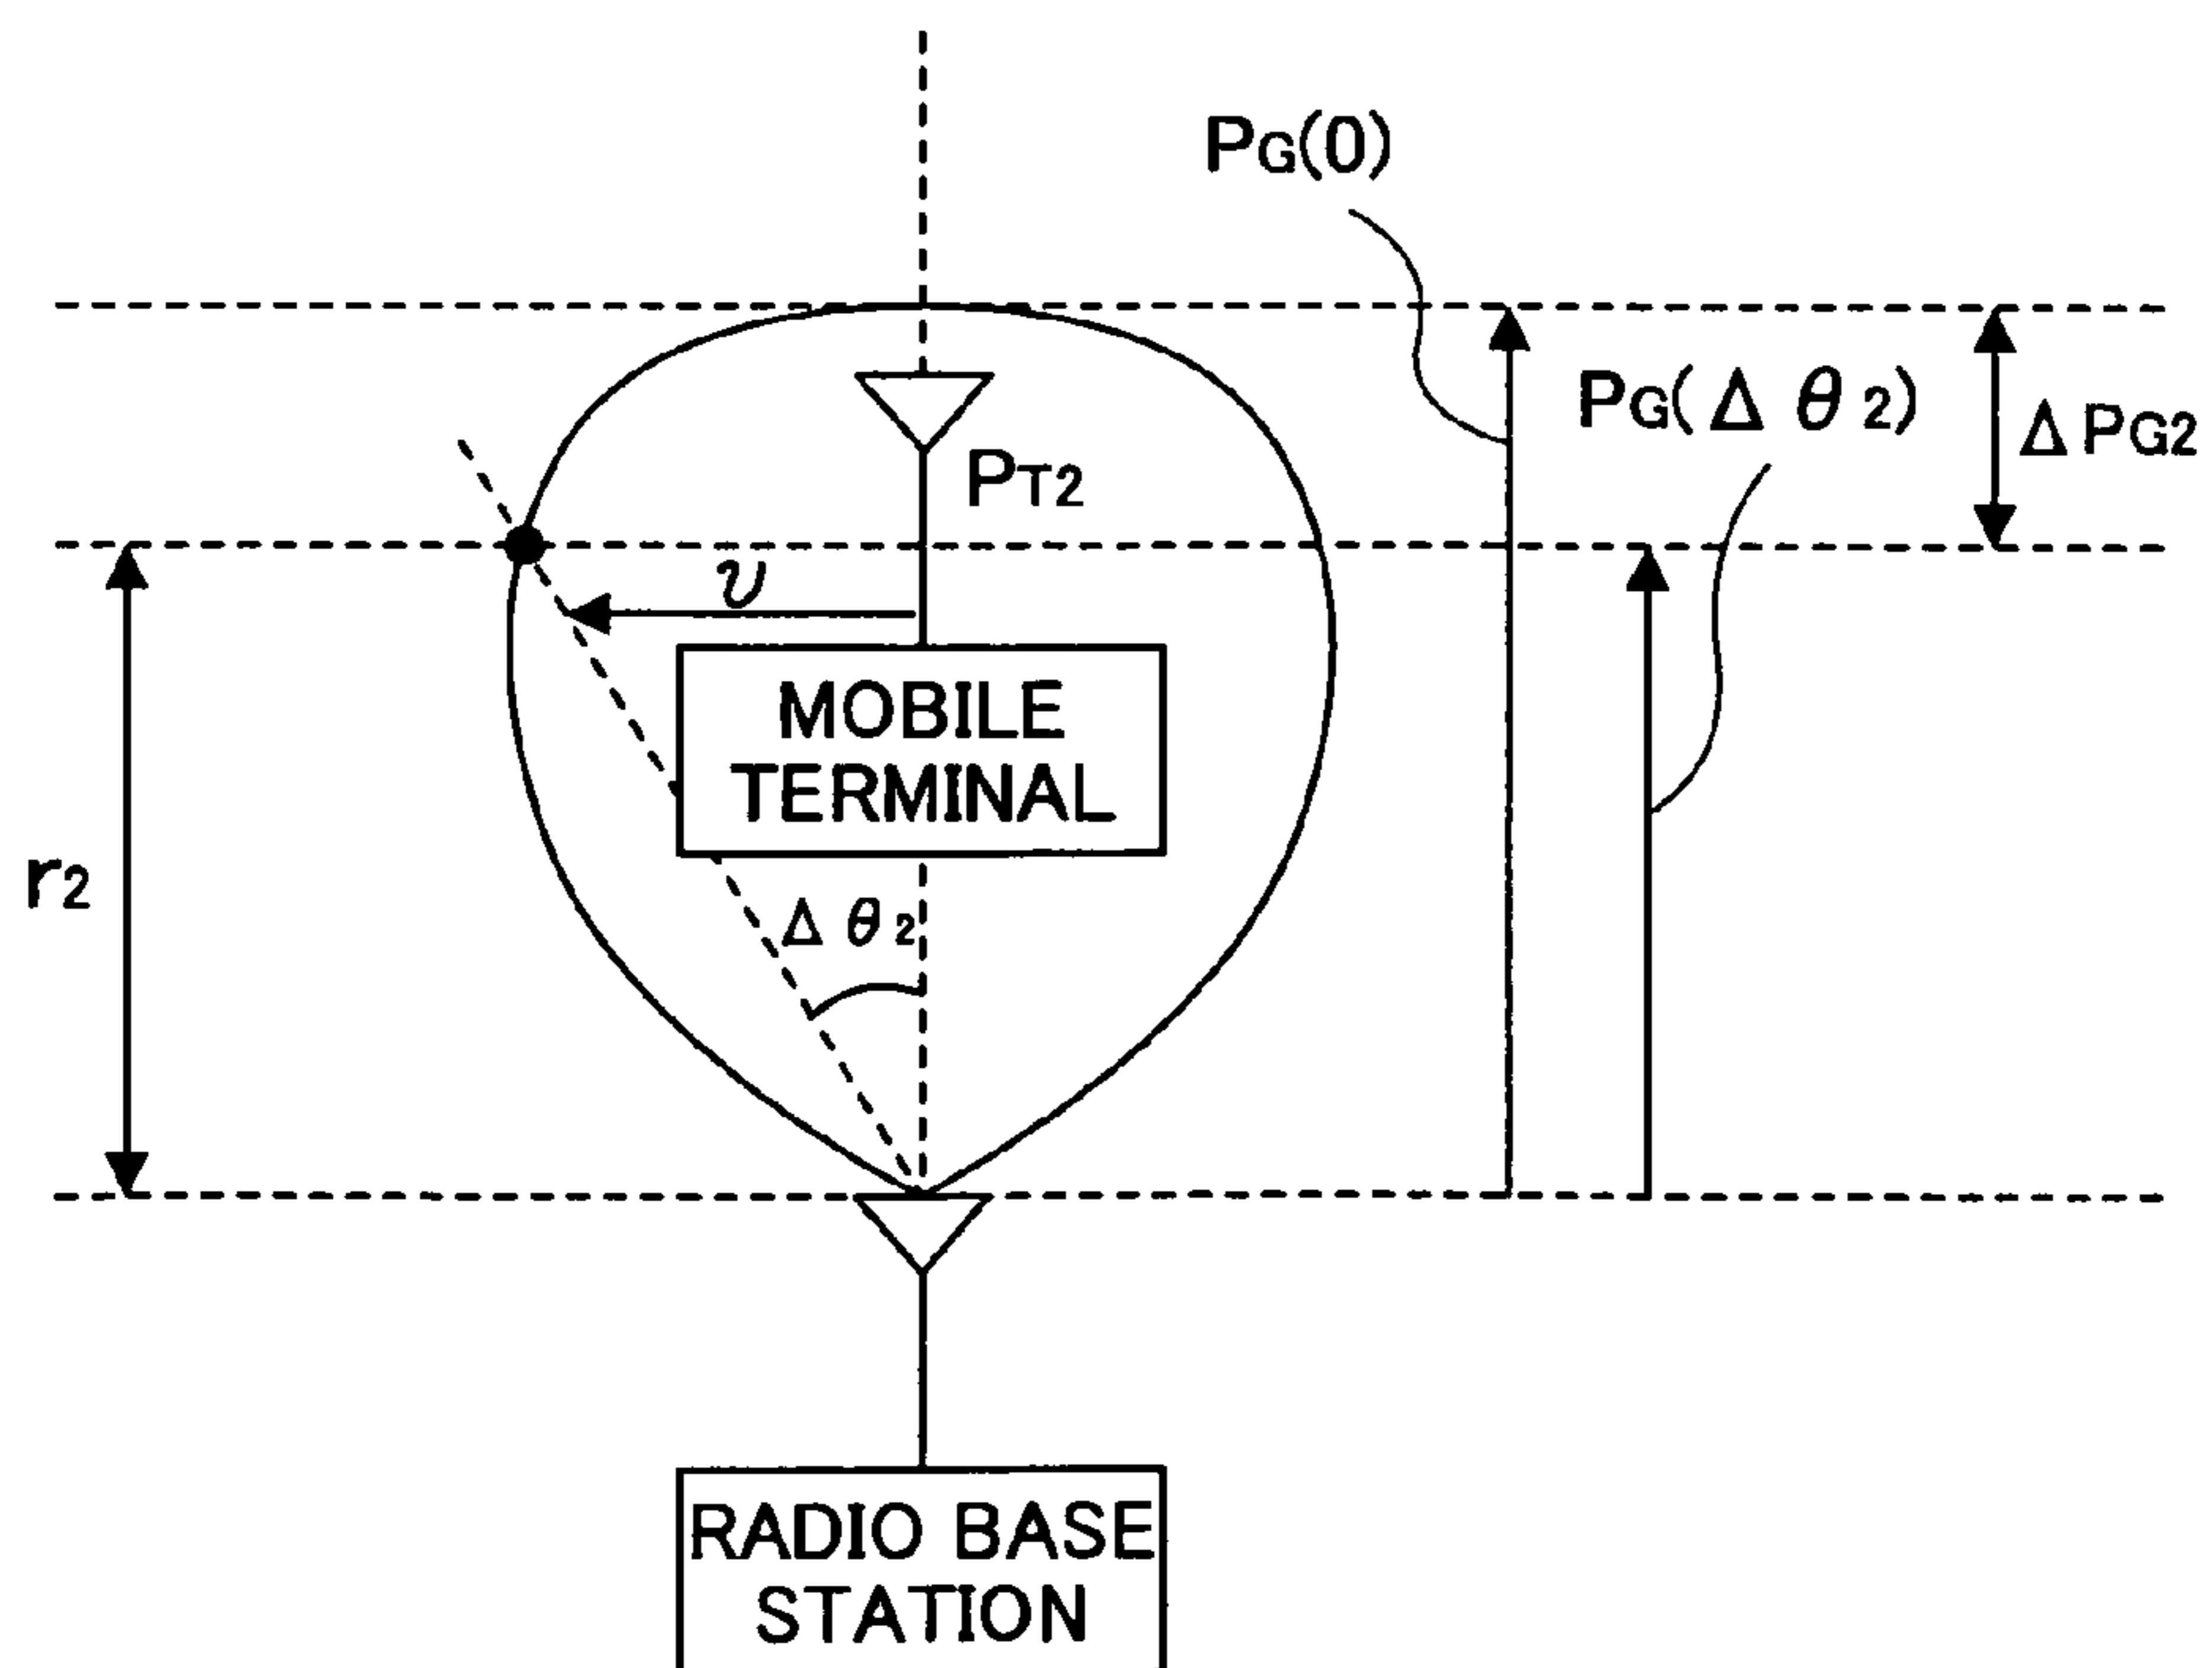 PG(0)
PG(Δθ2)
ΔPG2
PT2
v
MOBILE
TERMINAL
r2
Δθ2
RADIO BASE
STATION